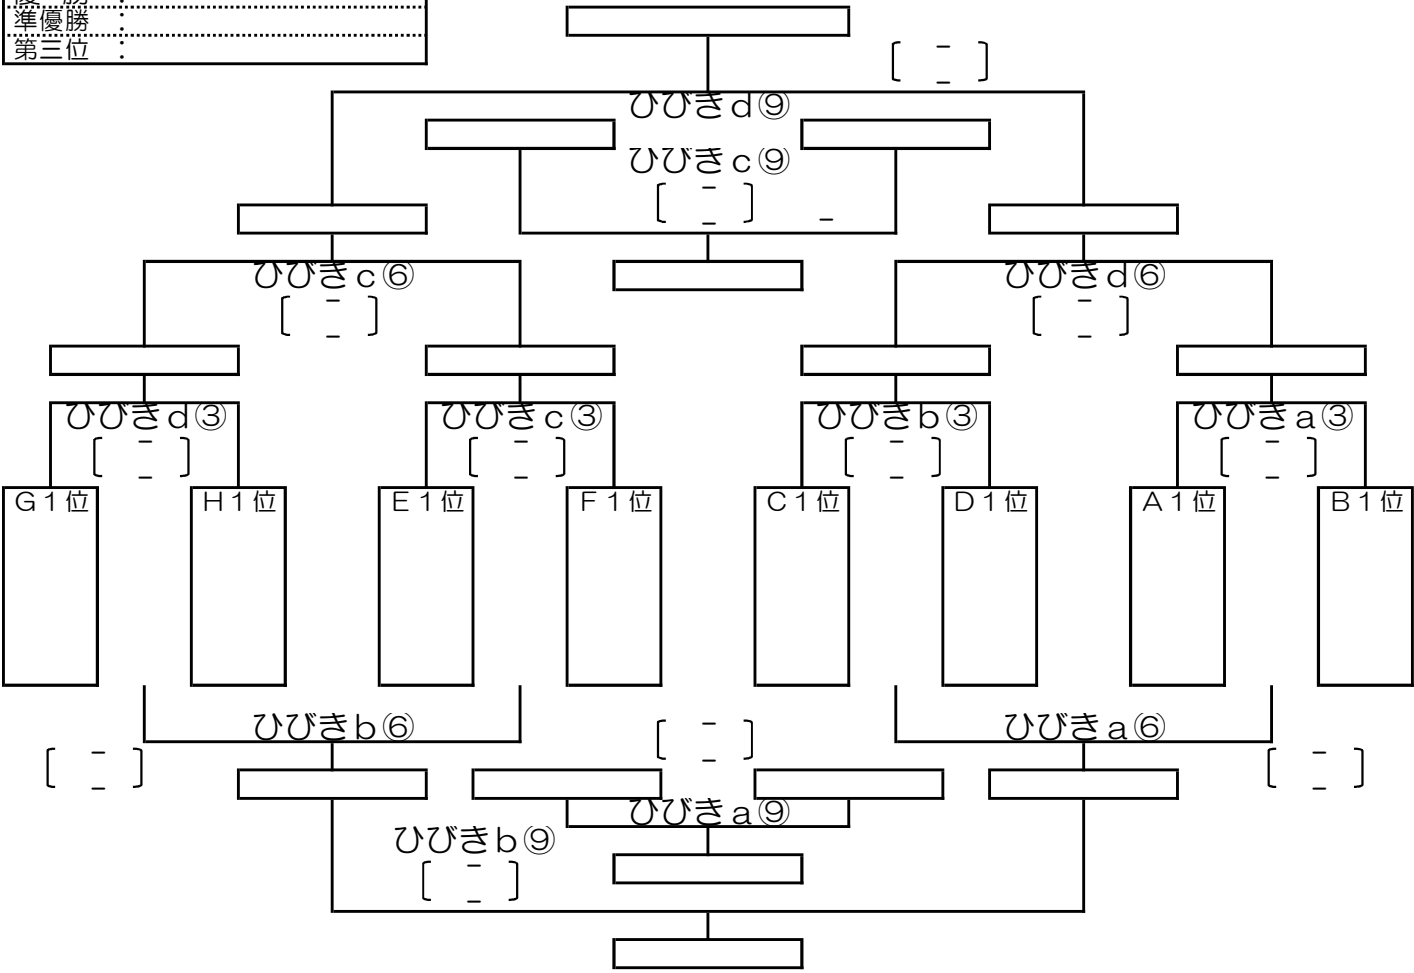 優　勝　：
準優勝　：
第三位　：
ひびきｄ⑨
ひびきｃ⑨
ひびきｃ⑥
ひびきｄ⑥
ひびきｄ③
ひびきｃ③
ひびきｂ③
ひびきａ③
Ｇ１位
Ｈ１位
Ｅ１位
Ｆ１位
Ｃ１位
Ｄ１位
Ａ１位
Ｂ１位
ひびきｂ⑥
ひびきａ⑥
ひびきａ⑨
ひびきｂ⑨